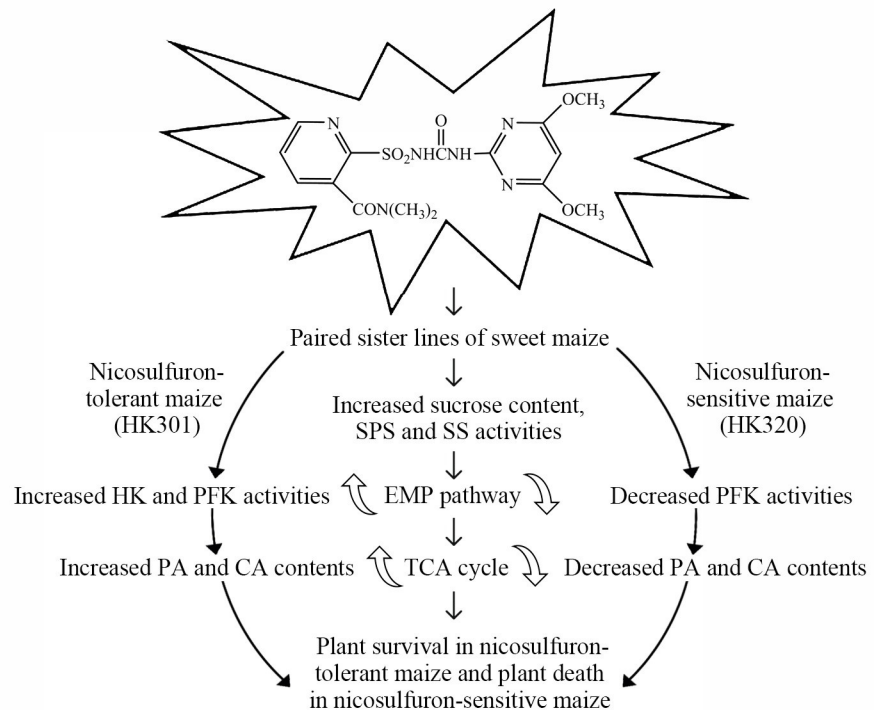 N
SO₂NHCNH
O
N
N
OCH₃
OCH₃
CON(CH₃)₂
Paired sister lines of sweet maize
Nicosulfuron-
tolerant maize
(HK301)
Increased sucrose content,
SPS and SS activities
Nicosulfuron-
sensitive maize
(HK320)
Increased HK and PFK activities
EMP pathway
Decreased PFK activities
Increased PA and CA contents
TCA cycle
Decreased PA and CA contents
Plant survival in nicosulfuron-
tolerant maize and plant death
in nicosulfuron-sensitive maize